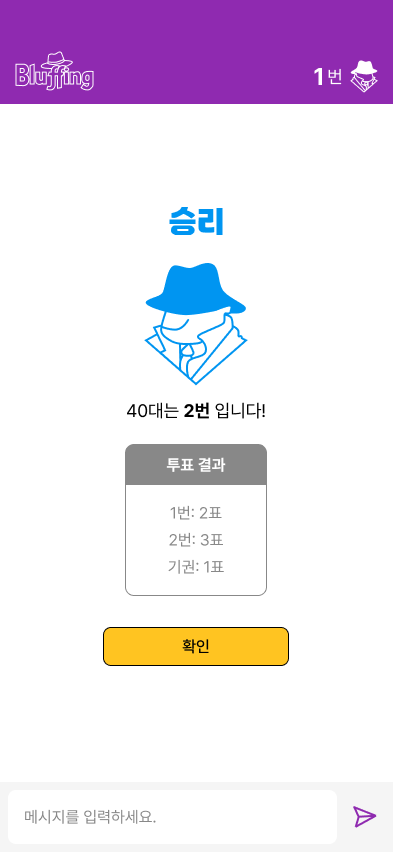 Bluffing
1번
승리
40대는 2번 입니다!
투표 결과
1번: 2표
2번: 3표
기권: 1표
확인
메시지를 입력하세요.